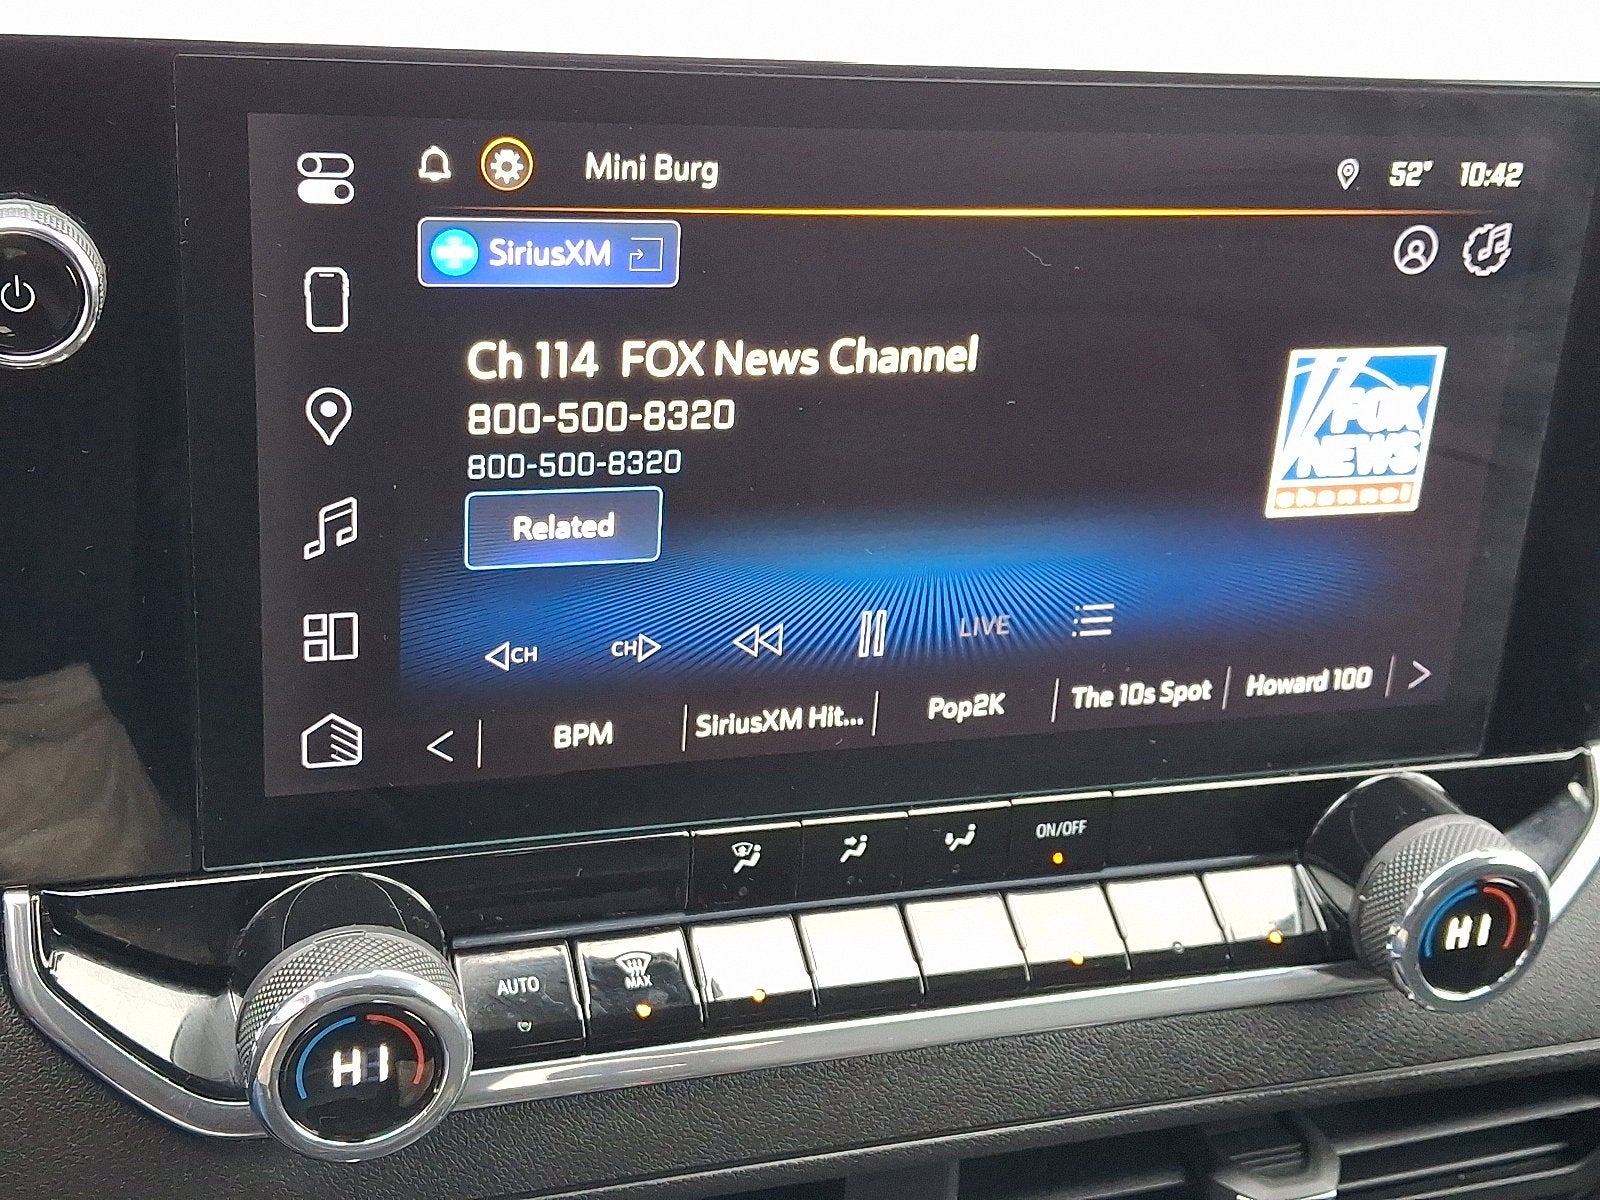 Mini Burg
52° 10:42
SiriusXM
Ch 114 FOX News Channel
800-500-8320
800-500-8320
FOX
NEWS
channel
Related
CH
CH
LIVE
BPM
SiriusXM Hit...
Pop2K
The 10s Spot
Howard 100
ON/OFF
AUTO
MAX
HI
HI